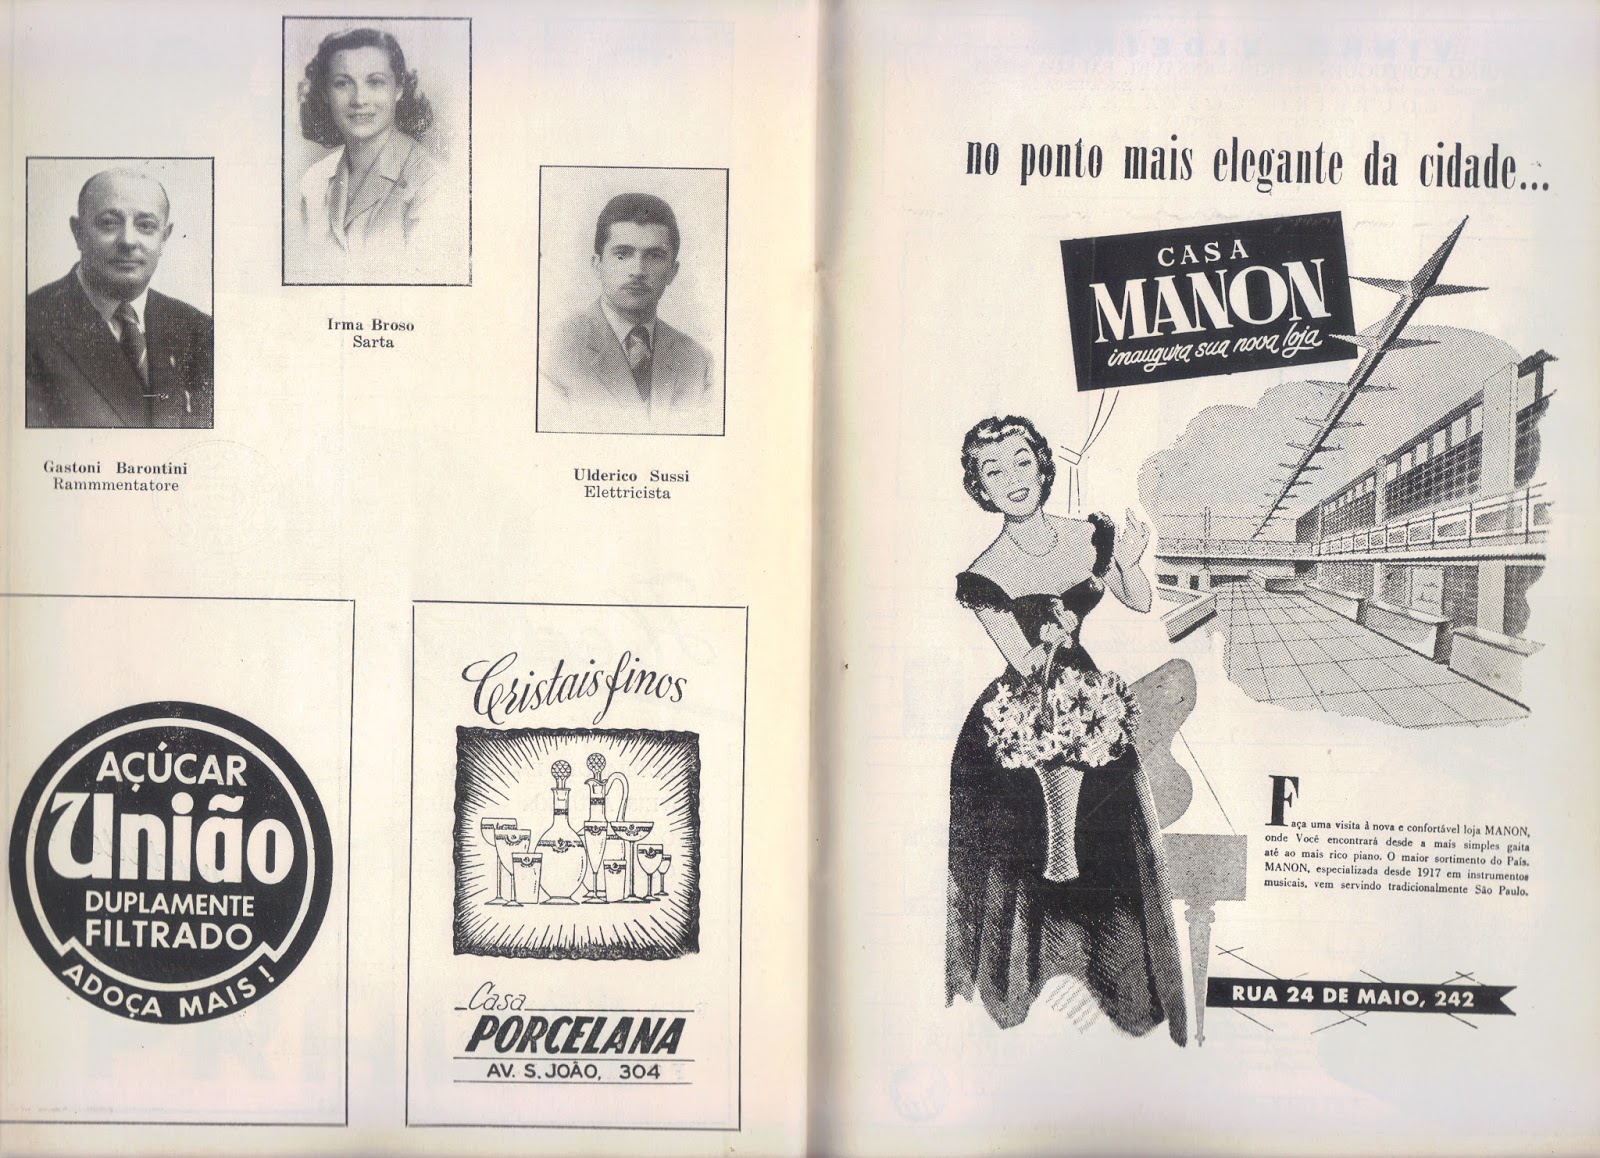 Irma Broso
Sarta
Gastoni Barontini
Rammmentatore
Ulderico Sussi
Elettricista
AÇÚCAR
União
DUPLAMENTE
FILTRADO
ADOÇA MAIS!
Cristais finos
Casa
PORCELANA
AV. S. JOÃO, 304
no ponto mais elegante da cidade...
CASA
MANON
inaugura sua nova loja
Faça uma visita à nova e confortável loja MANON,
onde Você encontrará desde a mais simples gaita
até ao mais rico piano. O maior sortimento do País.
MANON, especializada desde 1917 em instrumentos
musicais, vem servindo tradicionalmente São Paulo.
RUA 24 DE MAIO, 242